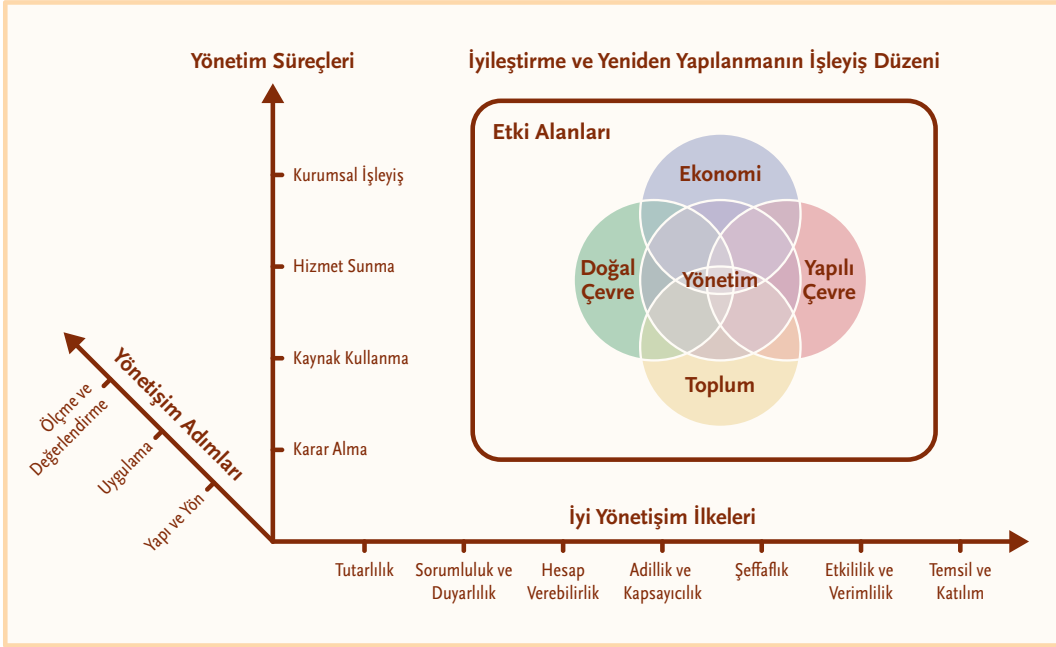 Yönetim Süreçleri
İyileştirme ve Yeniden Yapılanmanın İşleyiş Düzeni
Etki Alanları
Ekonomi
Doğal
Çevre
Yönetim
Yapılı
Çevre
Toplum
Kurumsal İşleyiş
Hizmet Sunma
Kaynak Kullanma
Karar Alma
Yönetişim Adımları
Ölçme ve
Değerlendirme
Uygulama
Yapı ve Yön
İyi Yönetişim İlkeleri
Tutarlılık
Sorumluluk ve
Duyarlılık
Hesap
Verebilirlik
Adillik ve
Kapsayıcılık
Şeffaflık
Etkililik ve
Verimlilik
Temsil ve
Katılım